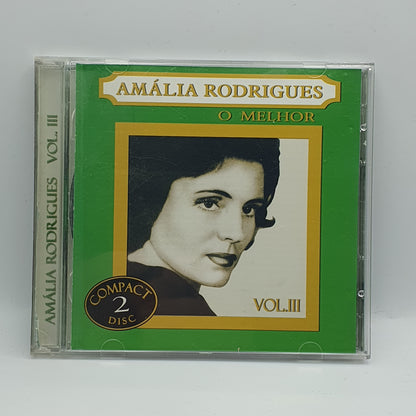 AMÁLIA RODRIGUES VOL. III
AMÁLIA RODRIGUES
O MELHOR
COMPACT
2
DISC
VOL.III